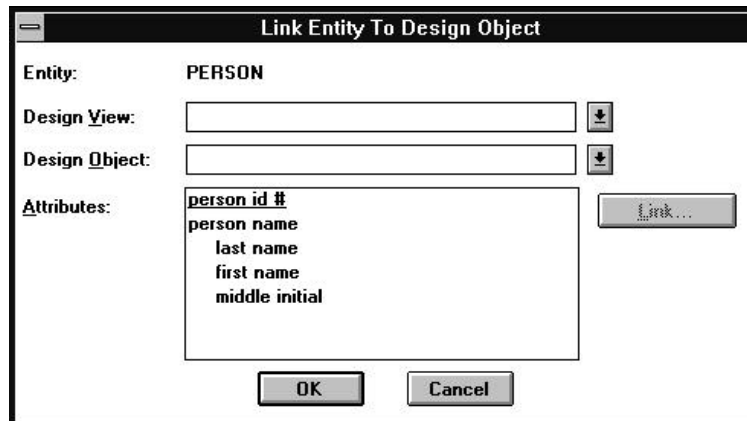 Link Entity To Design Object
Entity: PERSON
Design View:
Design Object:
Attributes:
person id #
person name
last name
first name
middle initial
Link...
OK Cancel